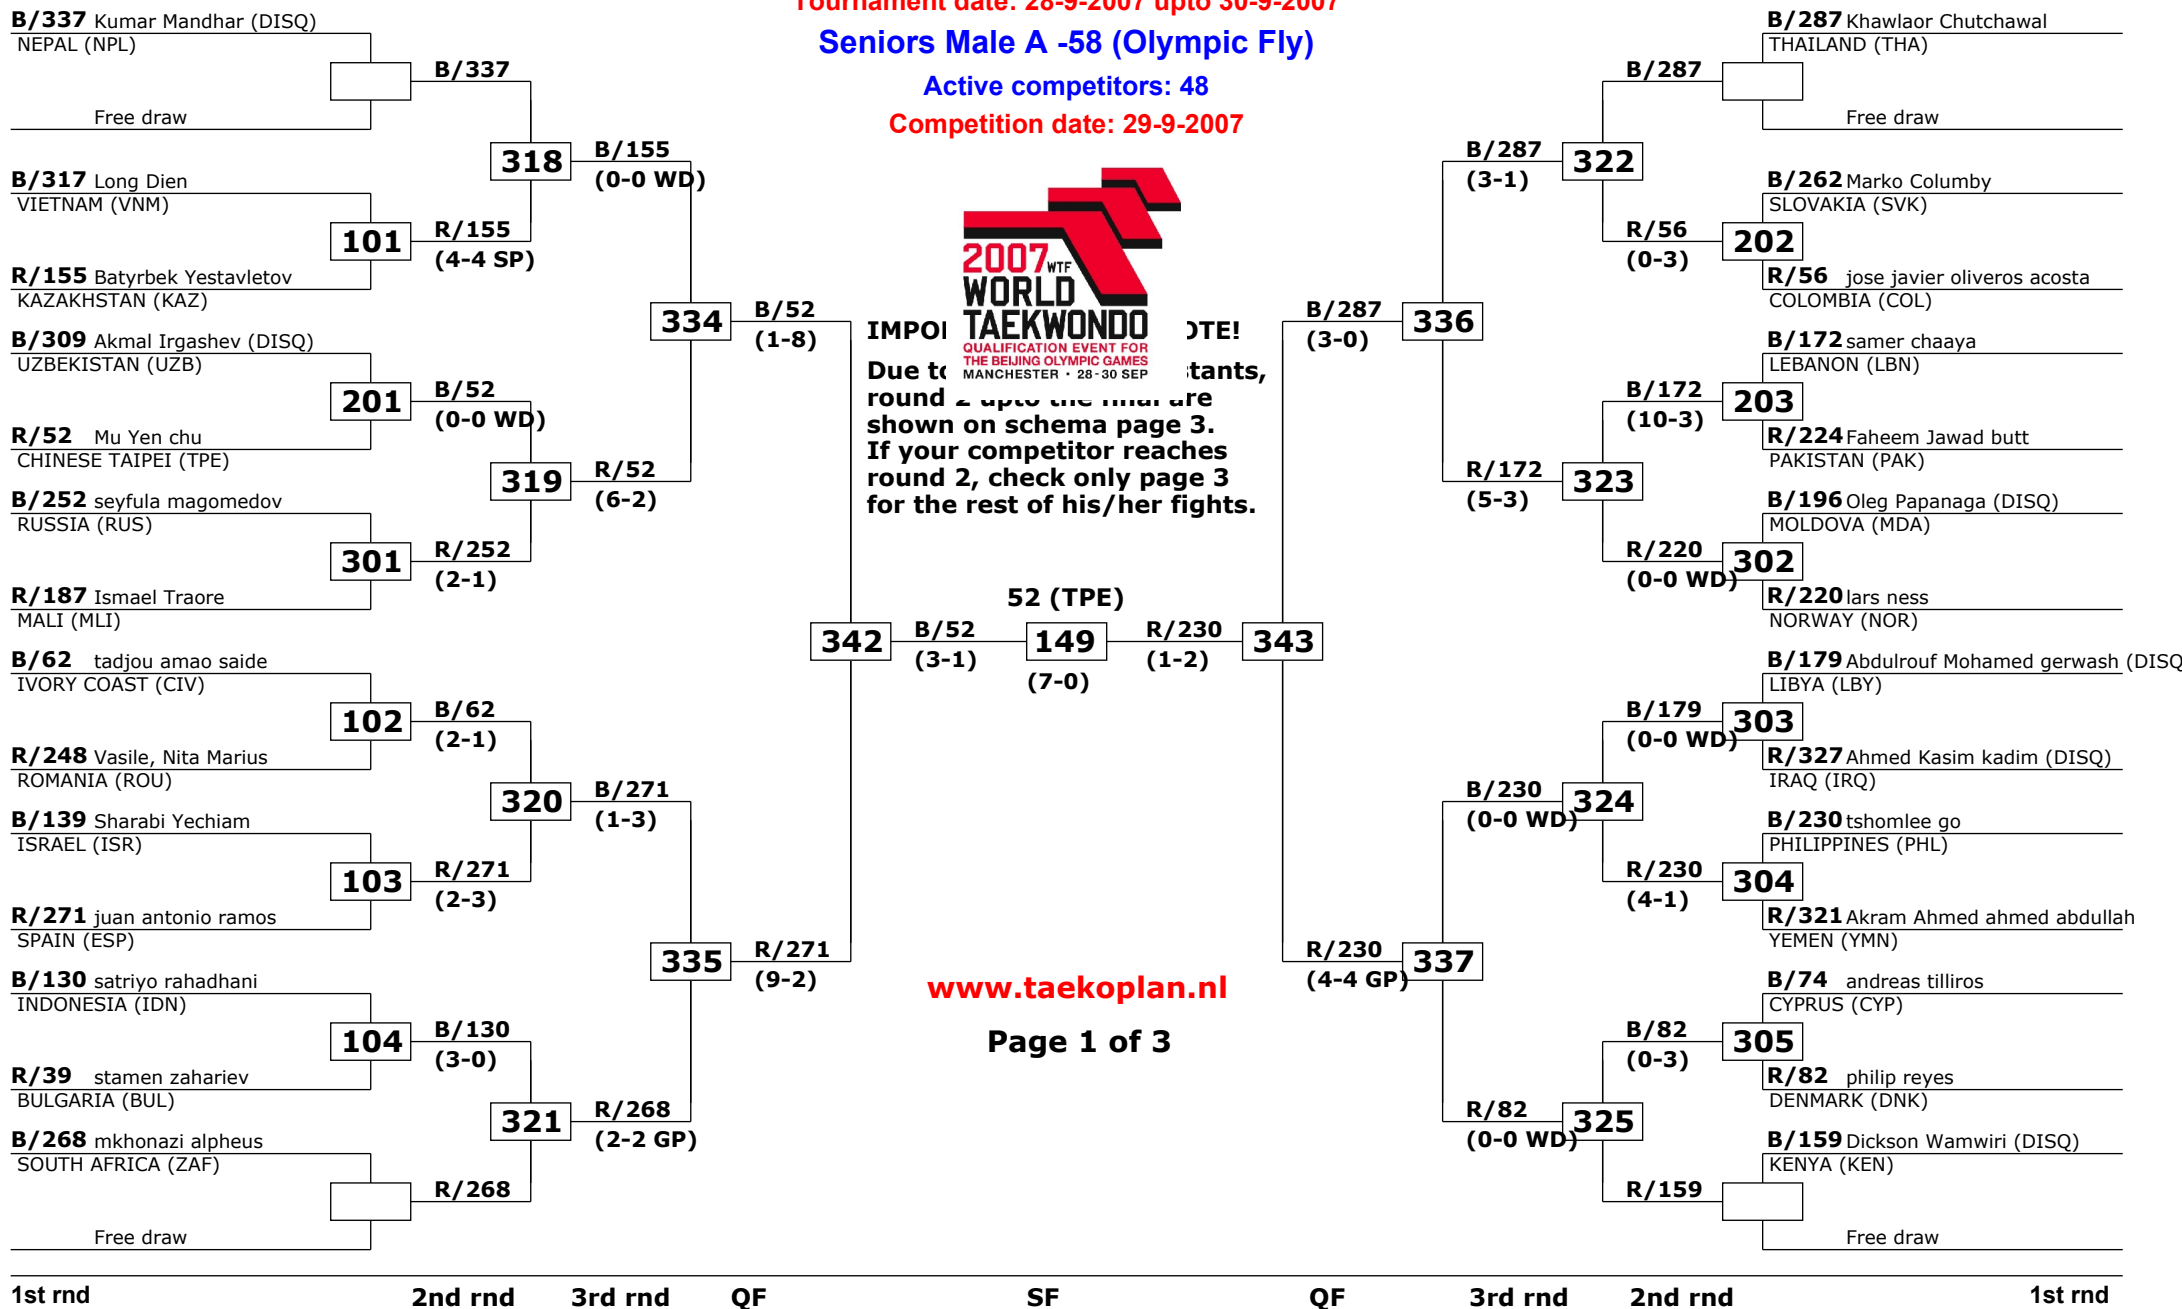 Tournament date: 28-9-2007 upto 30-9-2007
Seniors Male A -58 (Olympic Fly)
Active competitors: 48
Competition date: 29-9-2007
B/337 Kumar Mandhar (DISQ)
NEPAL (NPL)
B/337
Free draw
318
B/155
(0-0 WD)
B/317 Long Dien
VIETNAM (VNM)
101
R/155
(4-4 SP)
R/155 Batyrbek Yestavletov
KAZAKHSTAN (KAZ)
334
B/52
(1-8)
B/309 Akmal Irgashev (DISQ)
UZBEKISTAN (UZB)
201
B/52
(0-0 WD)
R/52 Mu Yen chu
CHINESE TAIPEI (TPE)
319
R/52
(6-2)
B/252 seyfula magomedov
RUSSIA (RUS)
301
R/252
(2-1)
R/187 Ismael Traore
MALI (MLI)
342
B/52
(3-1)
B/62 tadjou amao saide
IVORY COAST (CIV)
102
B/62
(2-1)
R/248 Vasile, Nita Marius
ROMANIA (ROU)
320
B/271
(1-3)
B/139 Sharabi Yechiam
ISRAEL (ISR)
103
R/271
(2-3)
R/271 juan antonio ramos
SPAIN (ESP)
335
R/271
(9-2)
B/130 satriyo rahadhani
INDONESIA (IDN)
104
B/130
(3-0)
R/39 stamen zahariev
BULGARIA (BUL)
321
R/268
(2-2 GP)
B/268 mkhonazi alpheus
SOUTH AFRICA (ZAF)
R/268
Free draw
2007 WTF
WORLD
TAEKWONDO
QUALIFICATION EVENT FOR
THE BEIJING OLYMPIC GAMES
MANCHESTER · 28-30 SEP
IMPO OTE!
Due to stants,
round 2 upto the final are
shown on schema page 3.
If your competitor reaches
round 2, check only page 3
for the rest of his/her fights.
52 (TPE)
149
(7-0)
www.taekoplan.nl
Page 1 of 3
B/287 Khawlaor Chutchawal
THAILAND (THA)
B/287
Free draw
B/287
(3-1)
322
B/262 Marko Columby
SLOVAKIA (SVK)
R/56
(0-3)
202
R/56 jose javier oliveros acosta
COLOMBIA (COL)
B/287
(3-0)
336
B/172 samer chaaya
LEBANON (LBN)
B/172
(10-3)
203
R/224 Faheem Jawad butt
PAKISTAN (PAK)
R/172
(5-3)
323
B/196 Oleg Papanaga (DISQ)
MOLDOVA (MDA)
R/220
(0-0 WD)
302
R/220 lars ness
NORWAY (NOR)
R/230
(1-2)
343
B/179 Abdulrouf Mohamed gerwash (DISQ
LIBYA (LBY)
B/179
(0-0 WD)
303
R/327 Ahmed Kasim kadim (DISQ)
IRAQ (IRQ)
B/230
(0-0 WD)
324
B/230 tshomlee go
PHILIPPINES (PHL)
R/230
(4-1)
304
R/321 Akram Ahmed ahmed abdullah
YEMEN (YMN)
R/230
(4-4 GP)
337
B/74 andreas tilliros
CYPRUS (CYP)
B/82
(0-3)
305
R/82 philip reyes
DENMARK (DNK)
R/82
(0-0 WD)
325
B/159 Dickson Wamwiri (DISQ)
KENYA (KEN)
R/159
Free draw
1st rnd 2nd rnd 3rd rnd QF SF QF 3rd rnd 2nd rnd 1st rnd